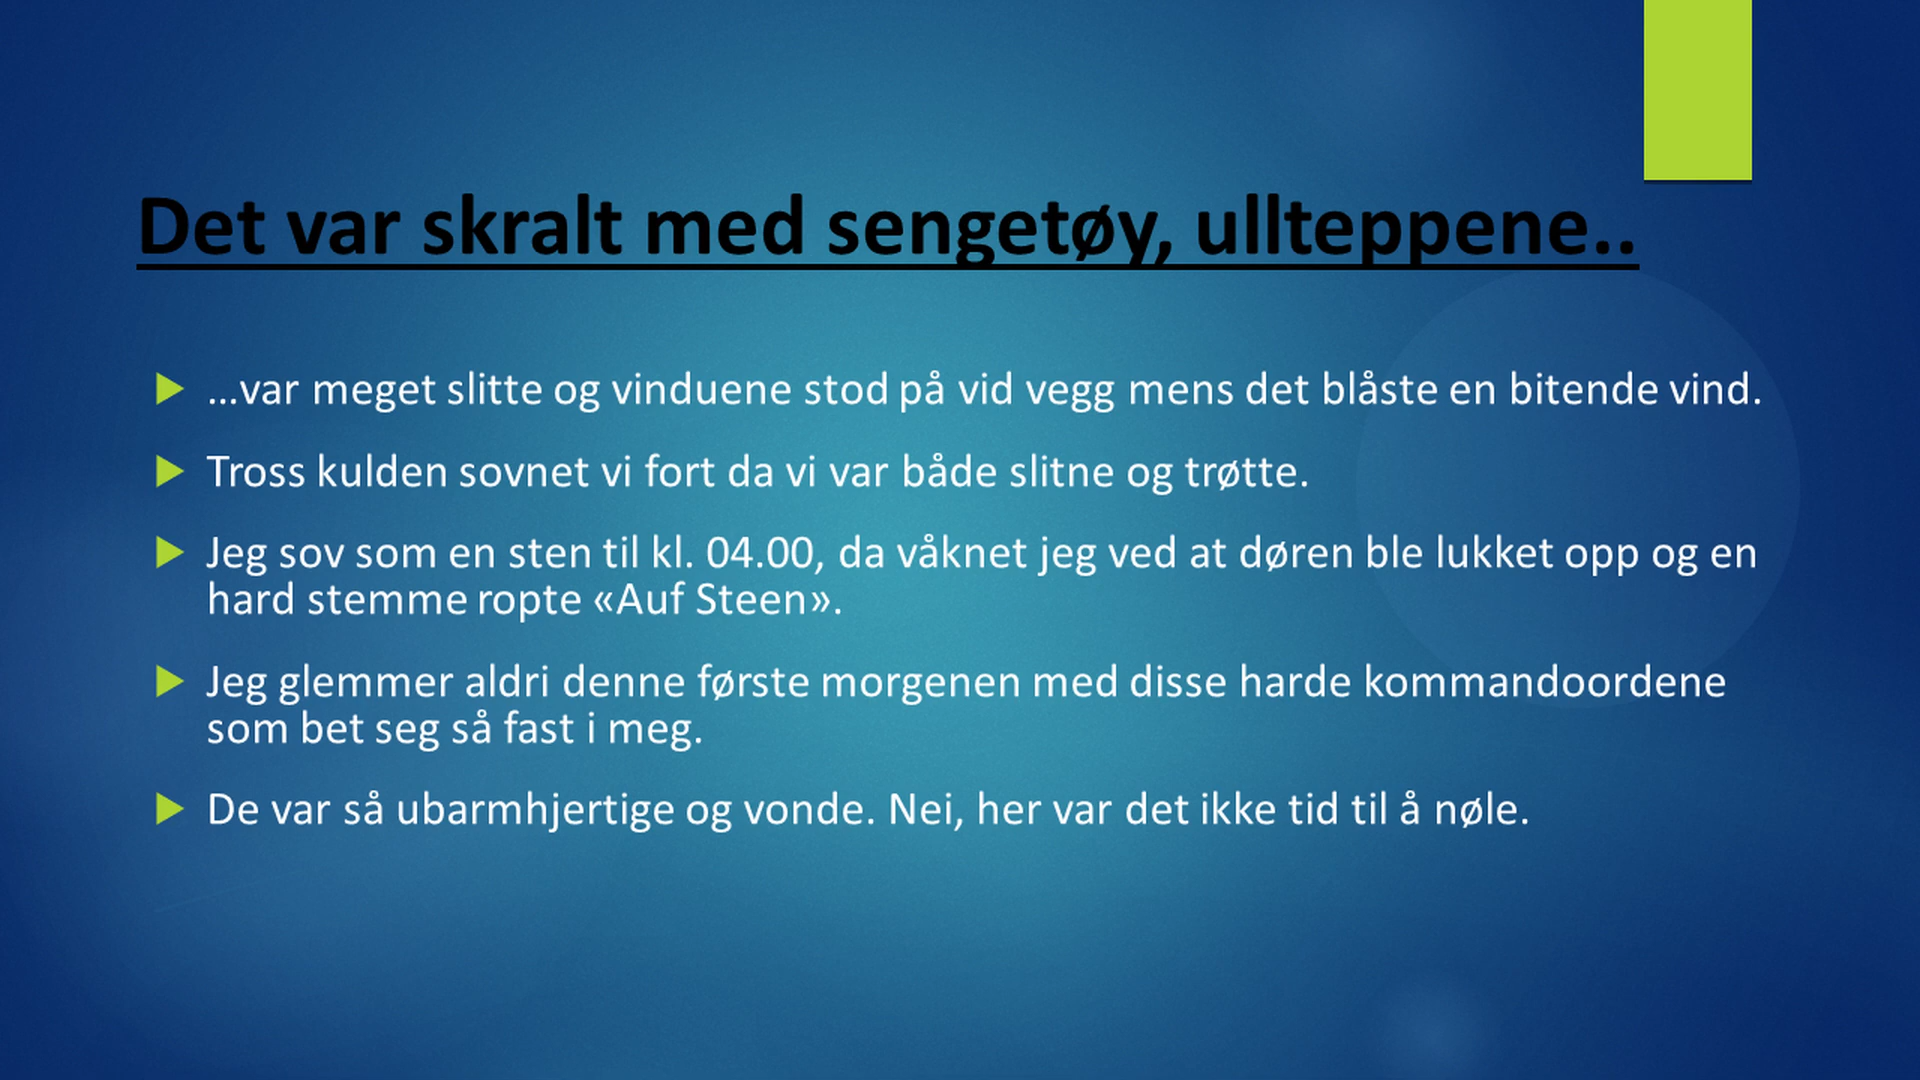 Det var skralt med sengetøy, ullteppene..
...var meget slitte og vinduene stod på vid vegg mens det blåste en bitende vind.
Tross kulden sovnet vi fort da vi var både slitne og trøtte.
Jeg sov som en sten til kl. 04.00, da våknet jeg ved at døren ble lukket opp og en
hard stemme ropte «Auf Steen».
Jeg glemmer aldri denne første morgenen med disse harde kommandoordene
som bet seg så fast i meg.
De var så ubarmhjertige og vonde. Nei, her var det ikke tid til å nøle.